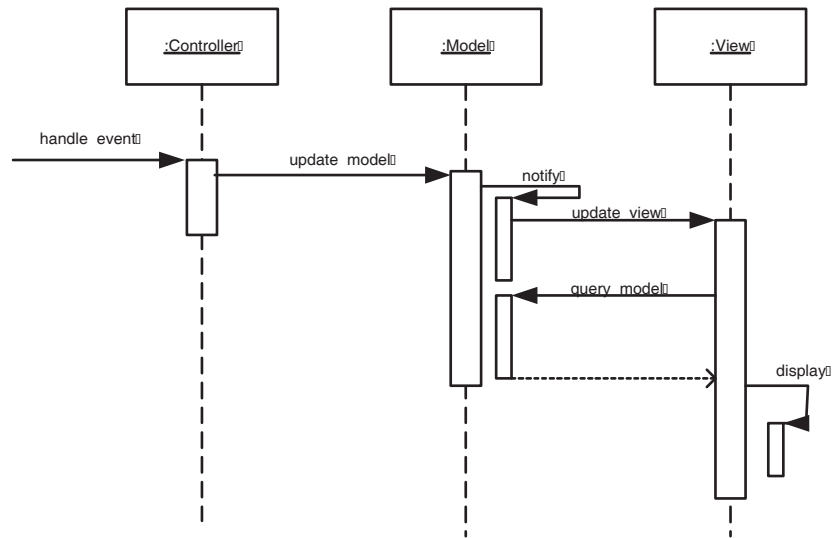 :Controller
:Model
:View
handle event
update model
notify
update view
query model
display